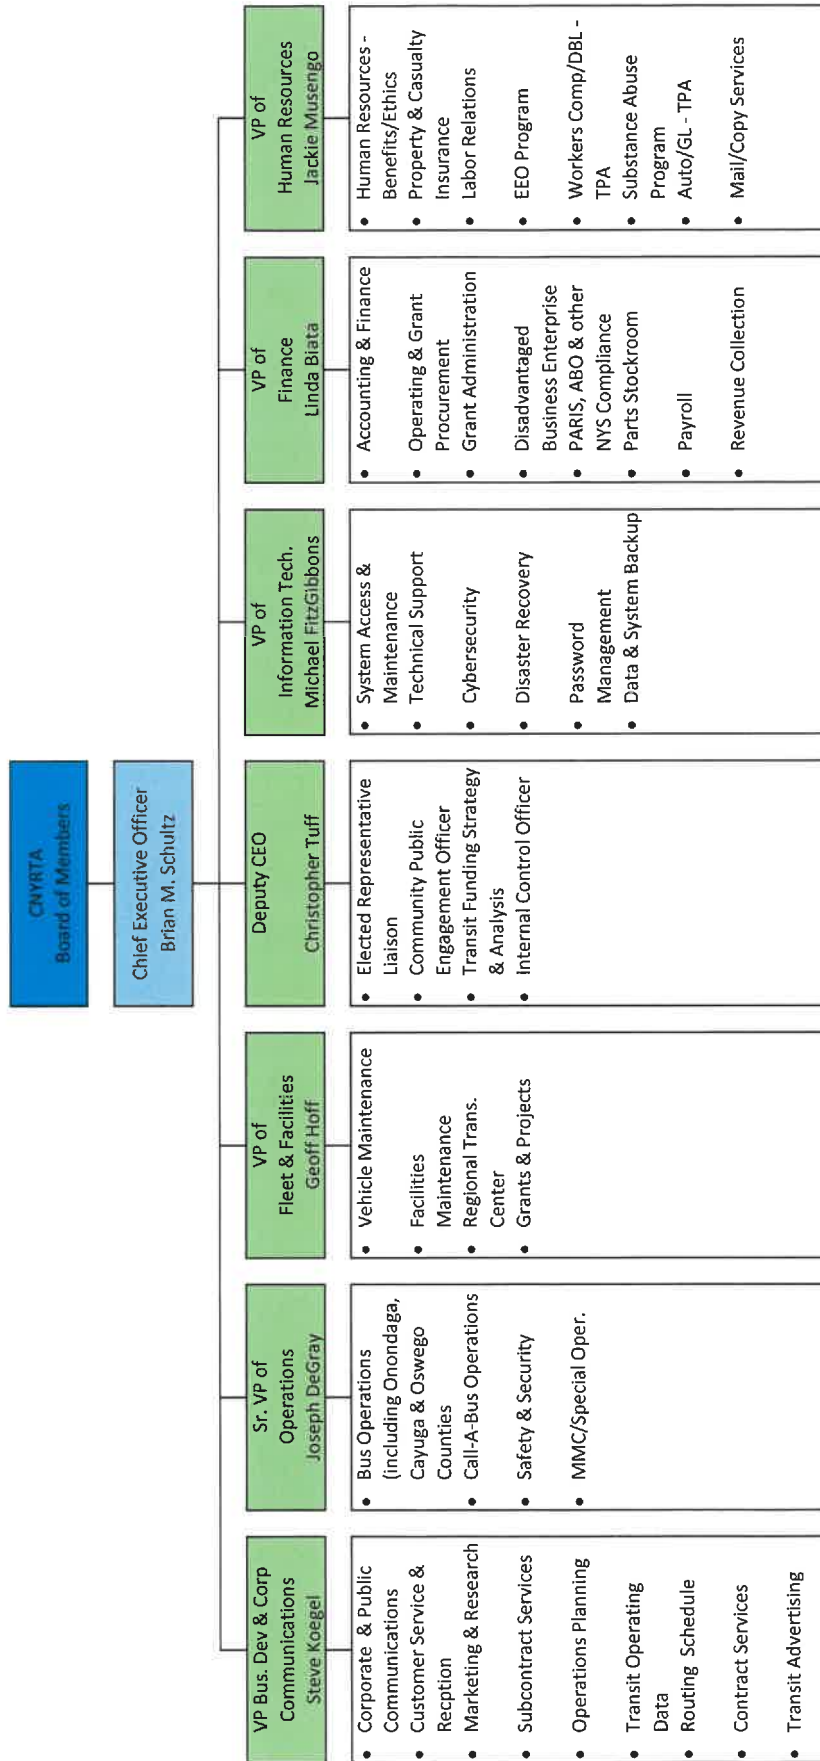 CNYRTA
Board of Members
Chief Executive Officer
Brian M. Schultz
VP Bus. Dev & Corp
Communications
Steve Koegel
• Corporate & Public
Communications
• Customer Service &
Recption
• Marketing & Research
• Subcontract Services
• Operations Planning
• Transit Operating
Data
• Routing Schedule
• Contract Services
• Transit Advertising
Sr. VP of
Operations
Joseph DeGray
• Bus Operations
(including Onondaga,
Cayuga & Oswego
Counties
• Call-A-Bus Operations
• Safety & Security
• MMC/Special Oper.
VP of
Fleet & Facilities
Geoff Hoff
• Vehicle Maintenance
• Facilities
Maintenance
• Regional Trans.
Center
• Grants & Projects
Deputy CEO
Christopher Tuff
• Elected Representative
Liaison
• Community Public
Engagement Officer
• Transit Funding Strategy
& Analysis
• Internal Control Officer
VP of
Information Tech.
Michael FitzGibbons
• System Access &
Maintenance
• Technical Support
• Cybersecurity
• Disaster Recovery
• Password
Management
• Data & System Backup
VP of
Finance
Linda Biata
• Accounting & Finance
• Operating & Grant
Procurement
• Grant Administration
• Disadvantaged
Business Enterprise
• PARIS, ABO & other
NYS Compliance
• Parts Stockroom
• Payroll
• Revenue Collection
VP of
Human Resources
Jackie Musengo
• Human Resources -
Benefits/Ethics
• Property & Casualty
Insurance
• Labor Relations
• EEO Program
• Workers Comp/DBL -
TPA
• Substance Abuse
Program
• Auto/GL - TPA
• Mail/Copy Services